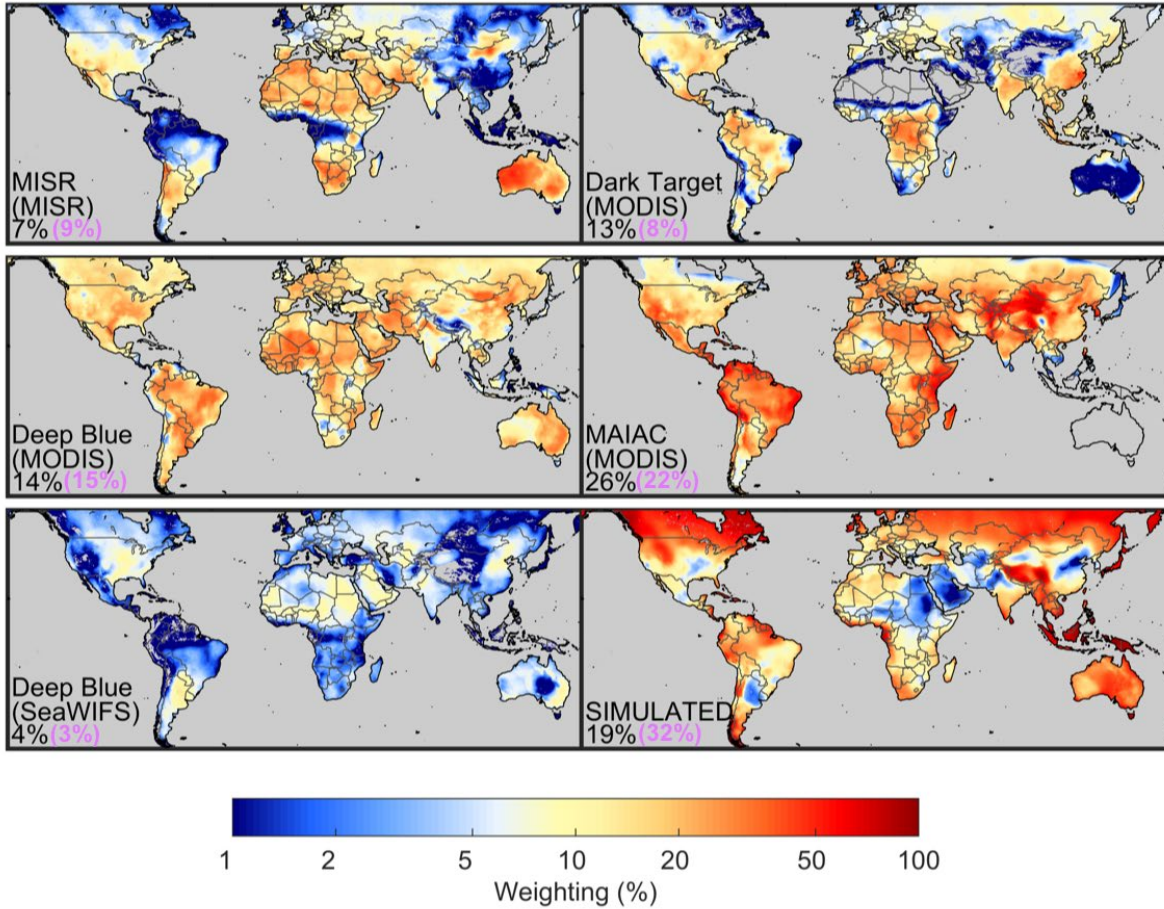 MISR
(MISR)
7% (9%)
Dark Target
(MODIS)
13% (8%)
Deep Blue
(MODIS)
14% (15%)
MAIAC
(MODIS)
26% (22%)
Deep Blue
(SeaWIFS)
4% (3%)
SIMULATED
19% (32%)
1 2 5 10 20 50 100
Weighting (%)